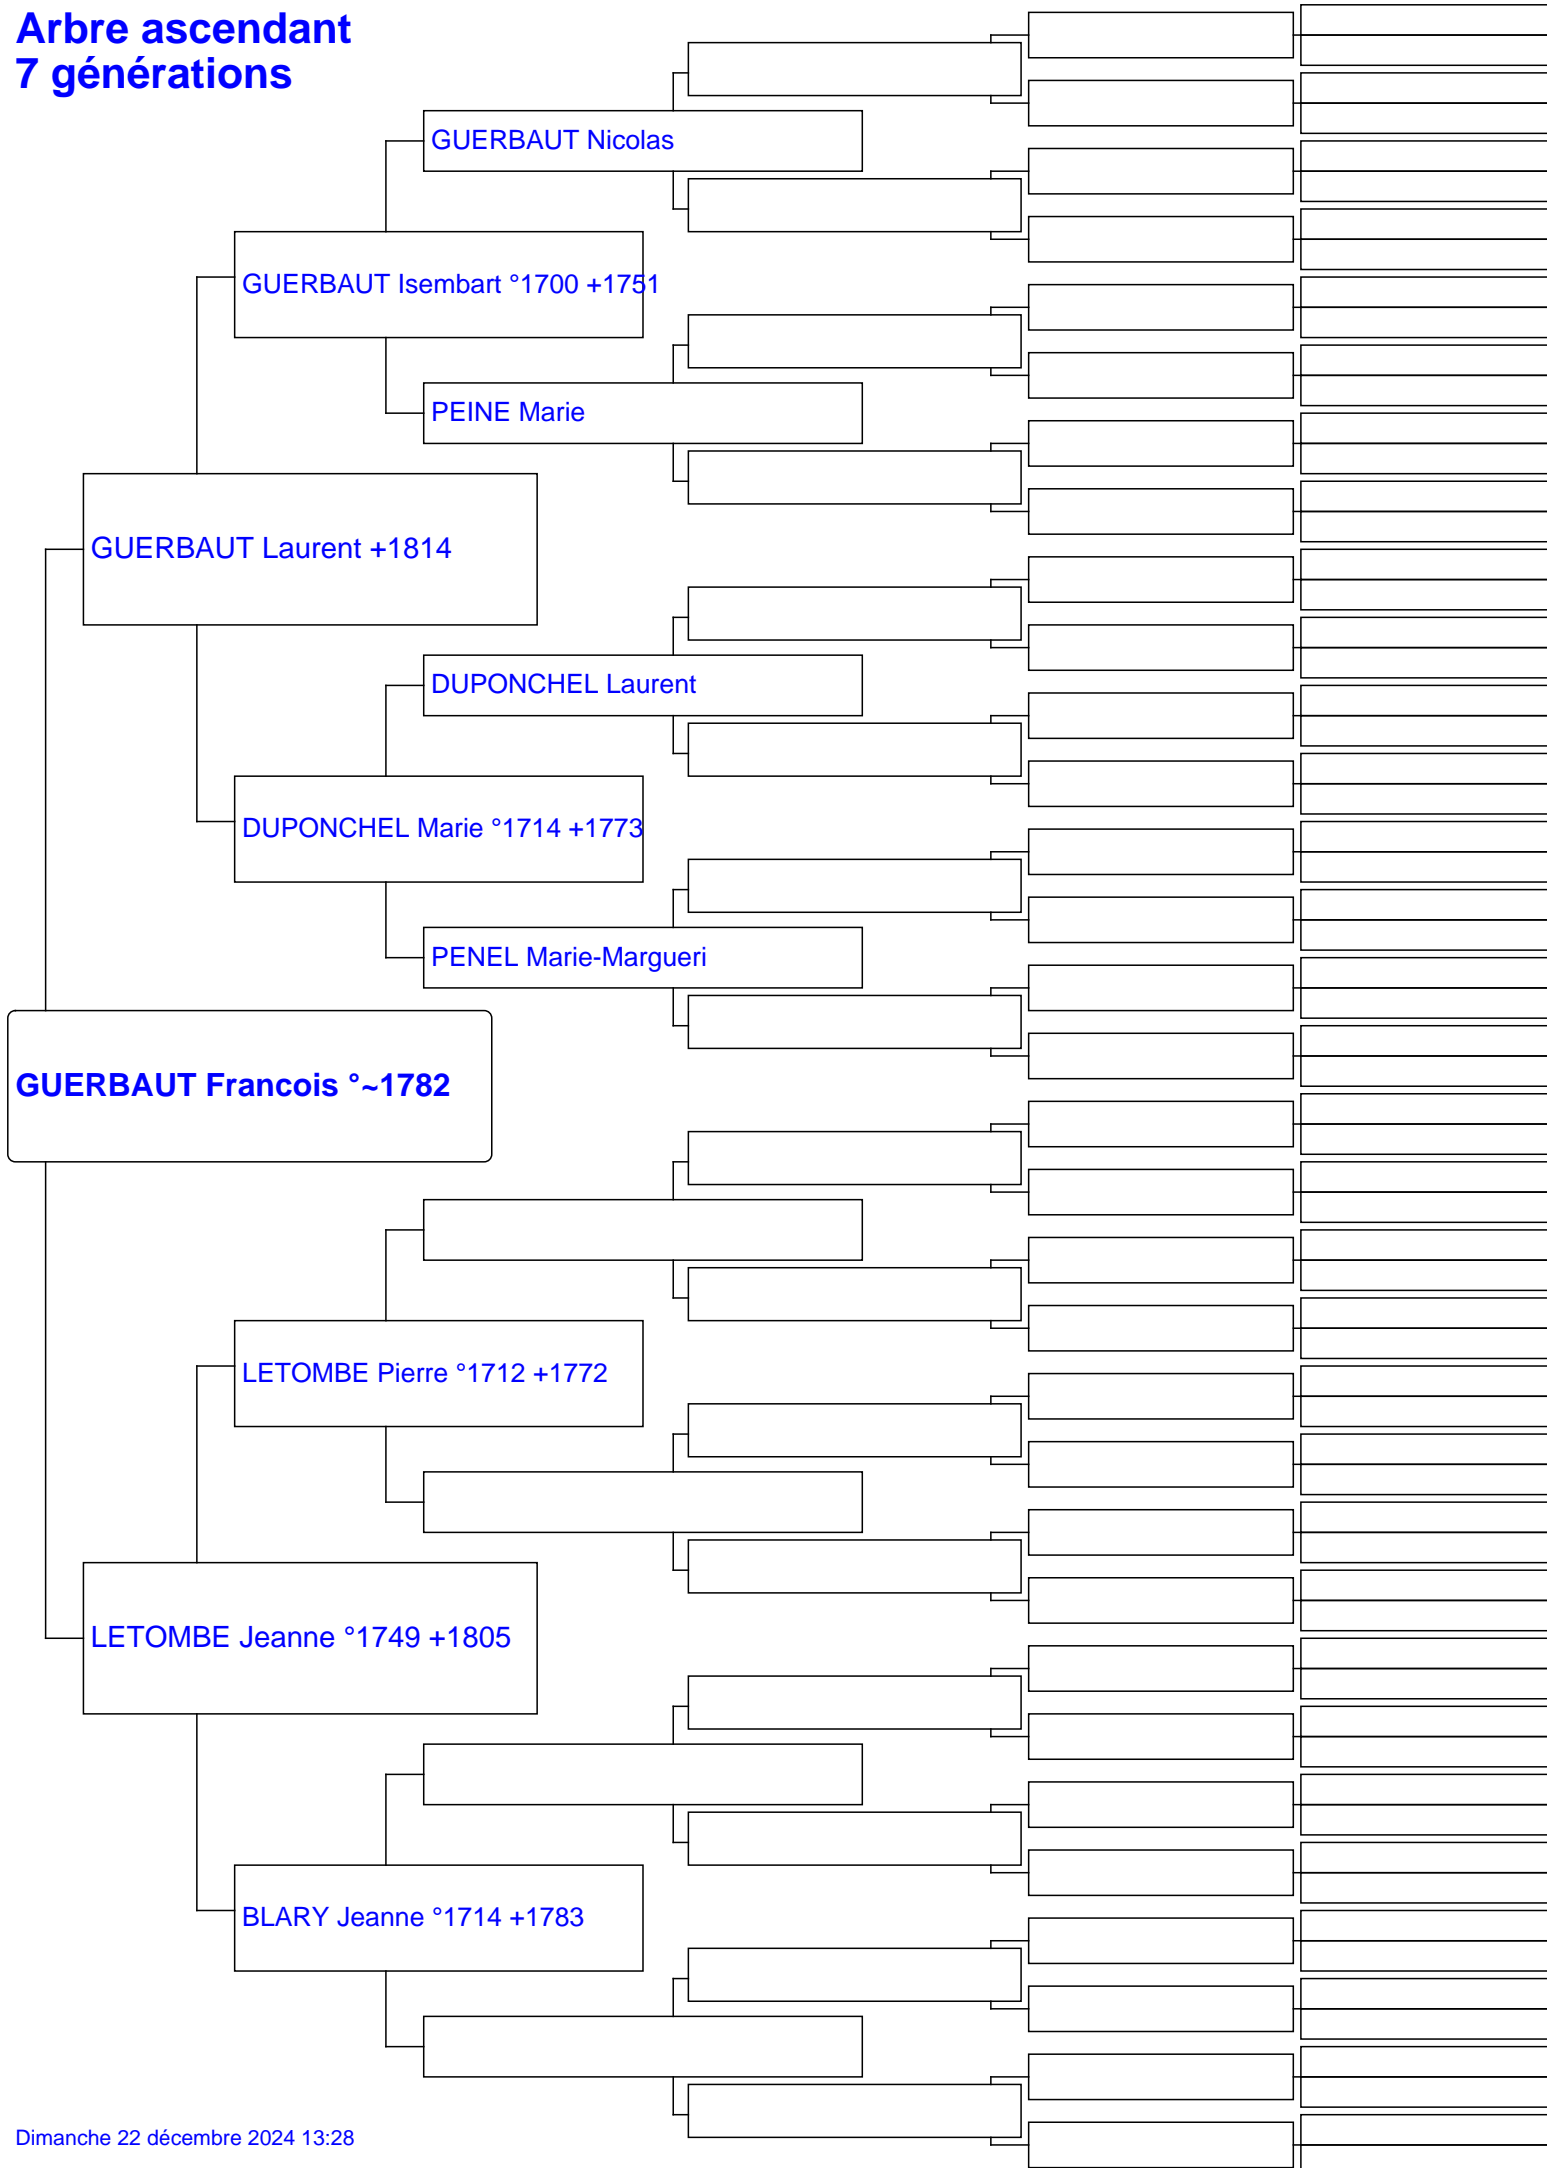 Arbre ascendant
7 générations
GUERBAUT Nicolas
GUERBAUT Isembart °1700 +1751
PEINE Marie
GUERBAUT Laurent +1814
DUPONCHEL Laurent
DUPONCHEL Marie °1714 +1773
PENEL Marie-Margueri
GUERBAUT Francois °~1782
LETOMBE Pierre °1712 +1772
LETOMBE Jeanne °1749 +1805
BLARY Jeanne °1714 +1783
Dimanche 22 décembre 2024 13:28